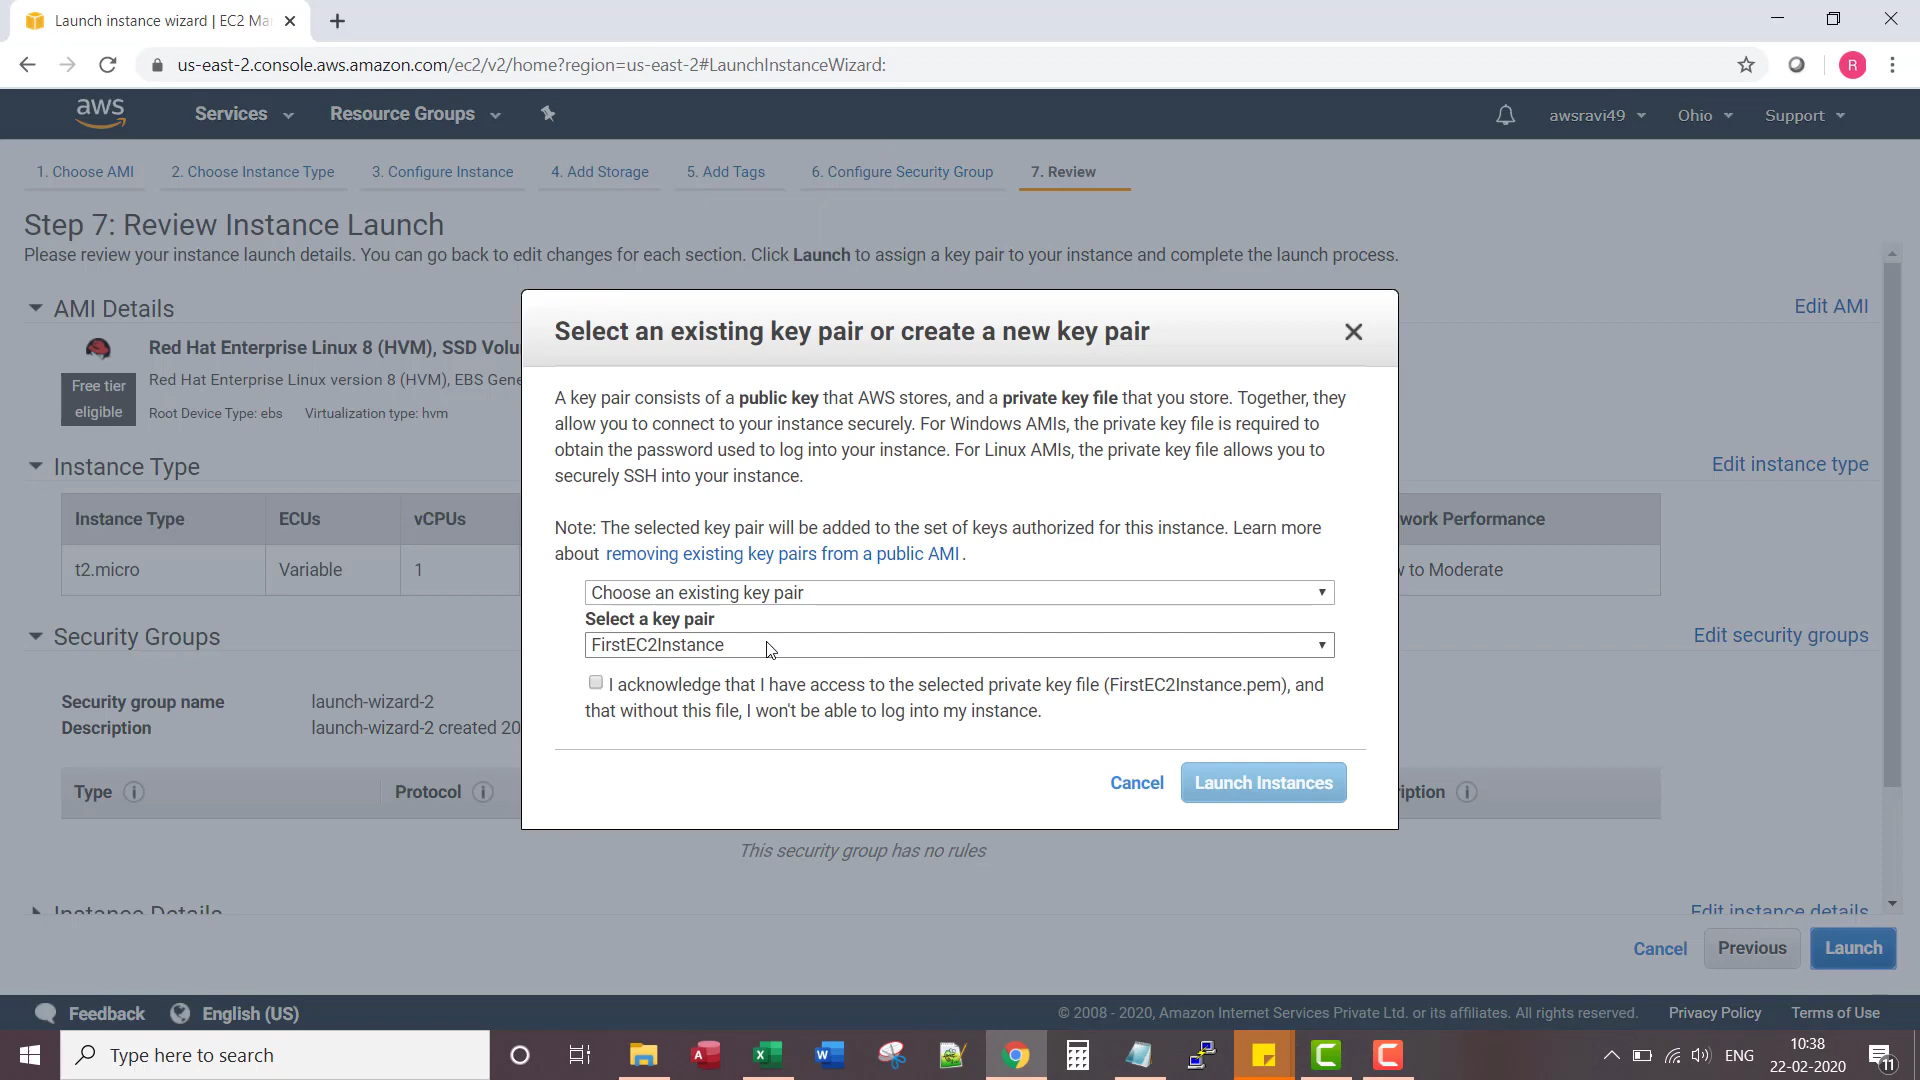 Launch instance wizard | EC2 Ma
us-east-2.console.aws.amazon.com/ec2/v2/home?region=us-east-2#LaunchInstanceWizard:
R
aws
Services
Resource Groups
awsravi49
Ohio
Support
1. Choose AMI
2. Choose Instance Type
3. Configure Instance
4. Add Storage
5. Add Tags
6. Configure Security Group
7. Review
Step 7: Review Instance Launch
Please review your instance launch details. You can go back to edit changes for each section. Click Launch to assign a key pair to your instance and complete the launch process.
AMI Details
Edit AMI
Red Hat Enterprise Linux 8 (HVM), SSD Volu
Free tier
eligible
Red Hat Enterprise Linux version 8 (HVM), EBS Gene
Root Device Type: ebs Virtualization type: hvm
Instance Type
Edit instance type
Instance Type
ECUs
vCPUs
work Performance
t2.micro
Variable
1
to Moderate
Security Groups
Edit security groups
Security group name
launch-wizard-2
Description
launch-wizard-2 created 20
Type
Protocol
iption
This security group has no rules
Instance Details
Edit instance details
Select an existing key pair or create a new key pair
A key pair consists of a public key that AWS stores, and a private key file that you store. Together, they
allow you to connect to your instance securely. For Windows AMIs, the private key file is required to
obtain the password used to log into your instance. For Linux AMIs, the private key file allows you to
securely SSH into your instance.
Note: The selected key pair will be added to the set of keys authorized for this instance. Learn more
about removing existing key pairs from a public AMI .
Choose an existing key pair
Select a key pair
FirstEC2Instance
I acknowledge that I have access to the selected private key file (FirstEC2Instance.pem), and
that without this file, I won't be able to log into my instance.
Cancel
Launch Instances
Cancel
Previous
Launch
Feedback
English (US)
© 2008 - 2020, Amazon Internet Services Private Ltd. or its affiliates. All rights reserved.
Privacy Policy
Terms of Use
Type here to search
ENG
10:38
22-02-2020
11